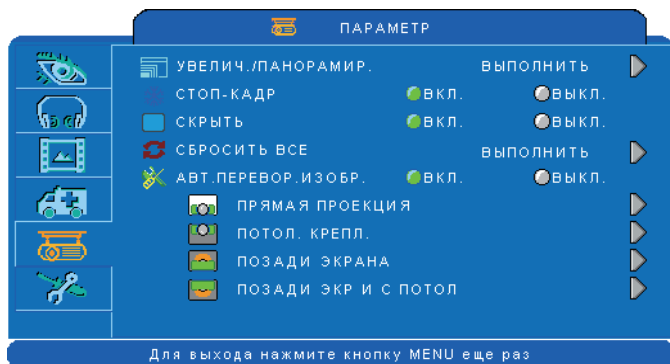 ПАРАМЕТР
УВЕЛИЧ./ПАНОРАМИР. ВЫПОЛНИТЬ
СТОП-КАДР ВКЛ. ВЫКЛ.
СКРЫТЬ ВКЛ. ВЫКЛ.
СБРОСИТЬ ВСЕ ВЫПОЛНИТЬ
АВТ.ПЕРЕВОР.ИЗОБР. ВКЛ. ВЫКЛ.
ПРЯМАЯ ПРОЕКЦИЯ
ПОТОЛ. КРЕПЛ.
ПОЗАДИ ЭКРАНА
ПОЗАДИ ЭКР И С ПОТОЛ
Для выхода нажмите кнопку MENU еще раз